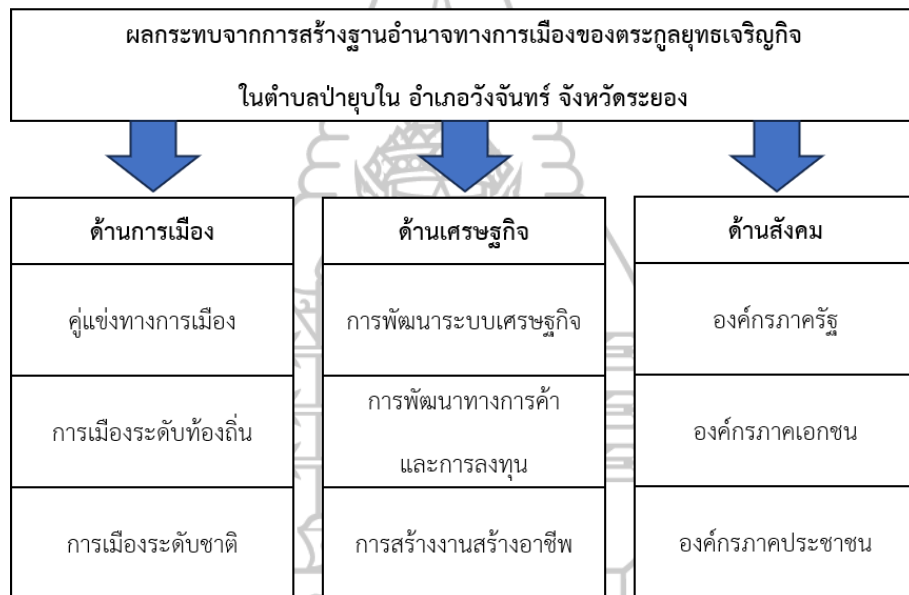 ผลกระทบจากการสร้างฐานอำนาจทางการเมืองของตระกูลยุทธเจริญกิจ
ในตำบลป่ายุบใน อำเภอวังจันทร์ จังหวัดระยอง
ด้านการเมือง
คู่แข่งทางการเมือง
การเมืองระดับท้องถิ่น
การเมืองระดับชาติ
ด้านเศรษฐกิจ
การพัฒนาระบบเศรษฐกิจ
การพัฒนาทางการค้า
และการลงทุน
การสร้างงานสร้างอาชีพ
ด้านสังคม
องค์กรภาครัฐ
องค์กรภาคเอกชน
องค์กรภาคประชาชน